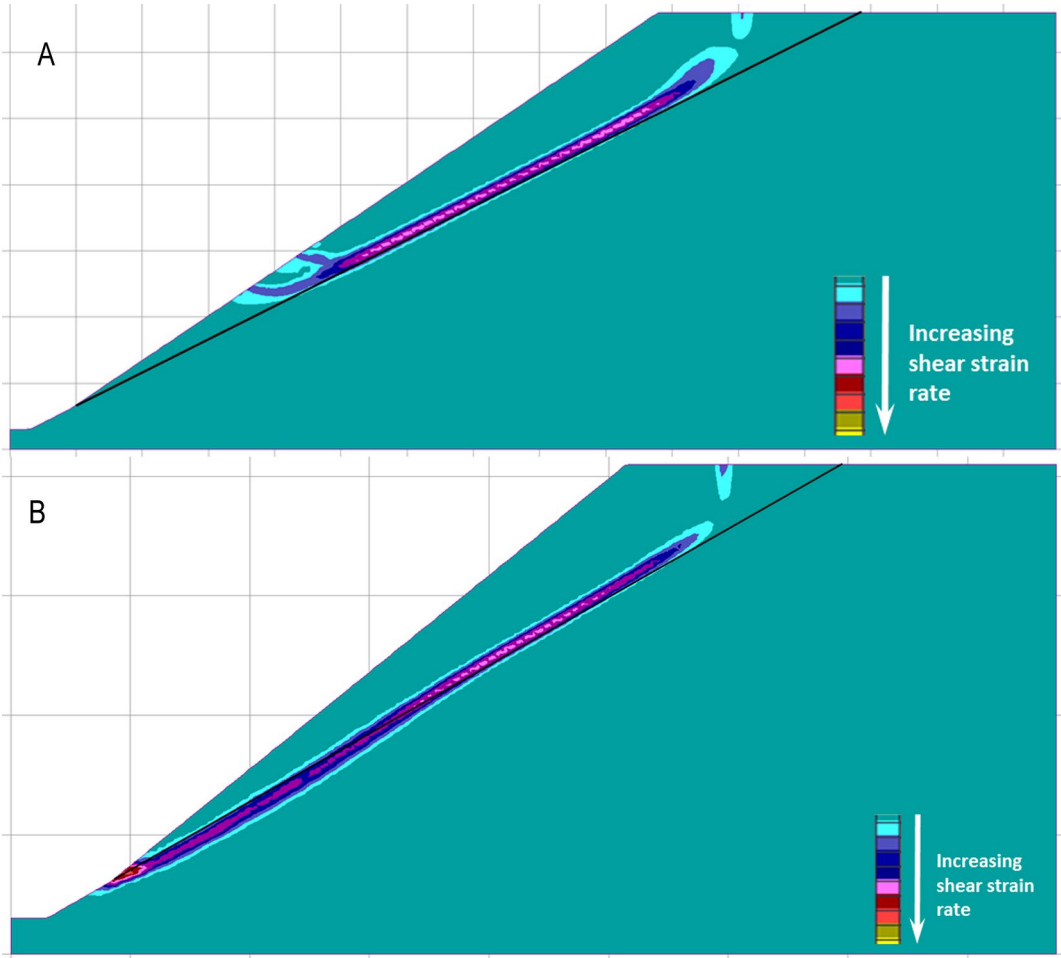 A
Increasing
shear strain
rate
B
Increasing
shear strain
rate